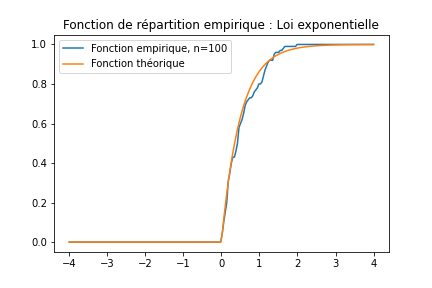 Fonction de répartition empirique : Loi exponentielle
1.0
Fonction empirique, n=100
Fonction théorique
0.8
0.6
0.4
0.2
0.0
−4 −3 −2 −1 0 1 2 3 4